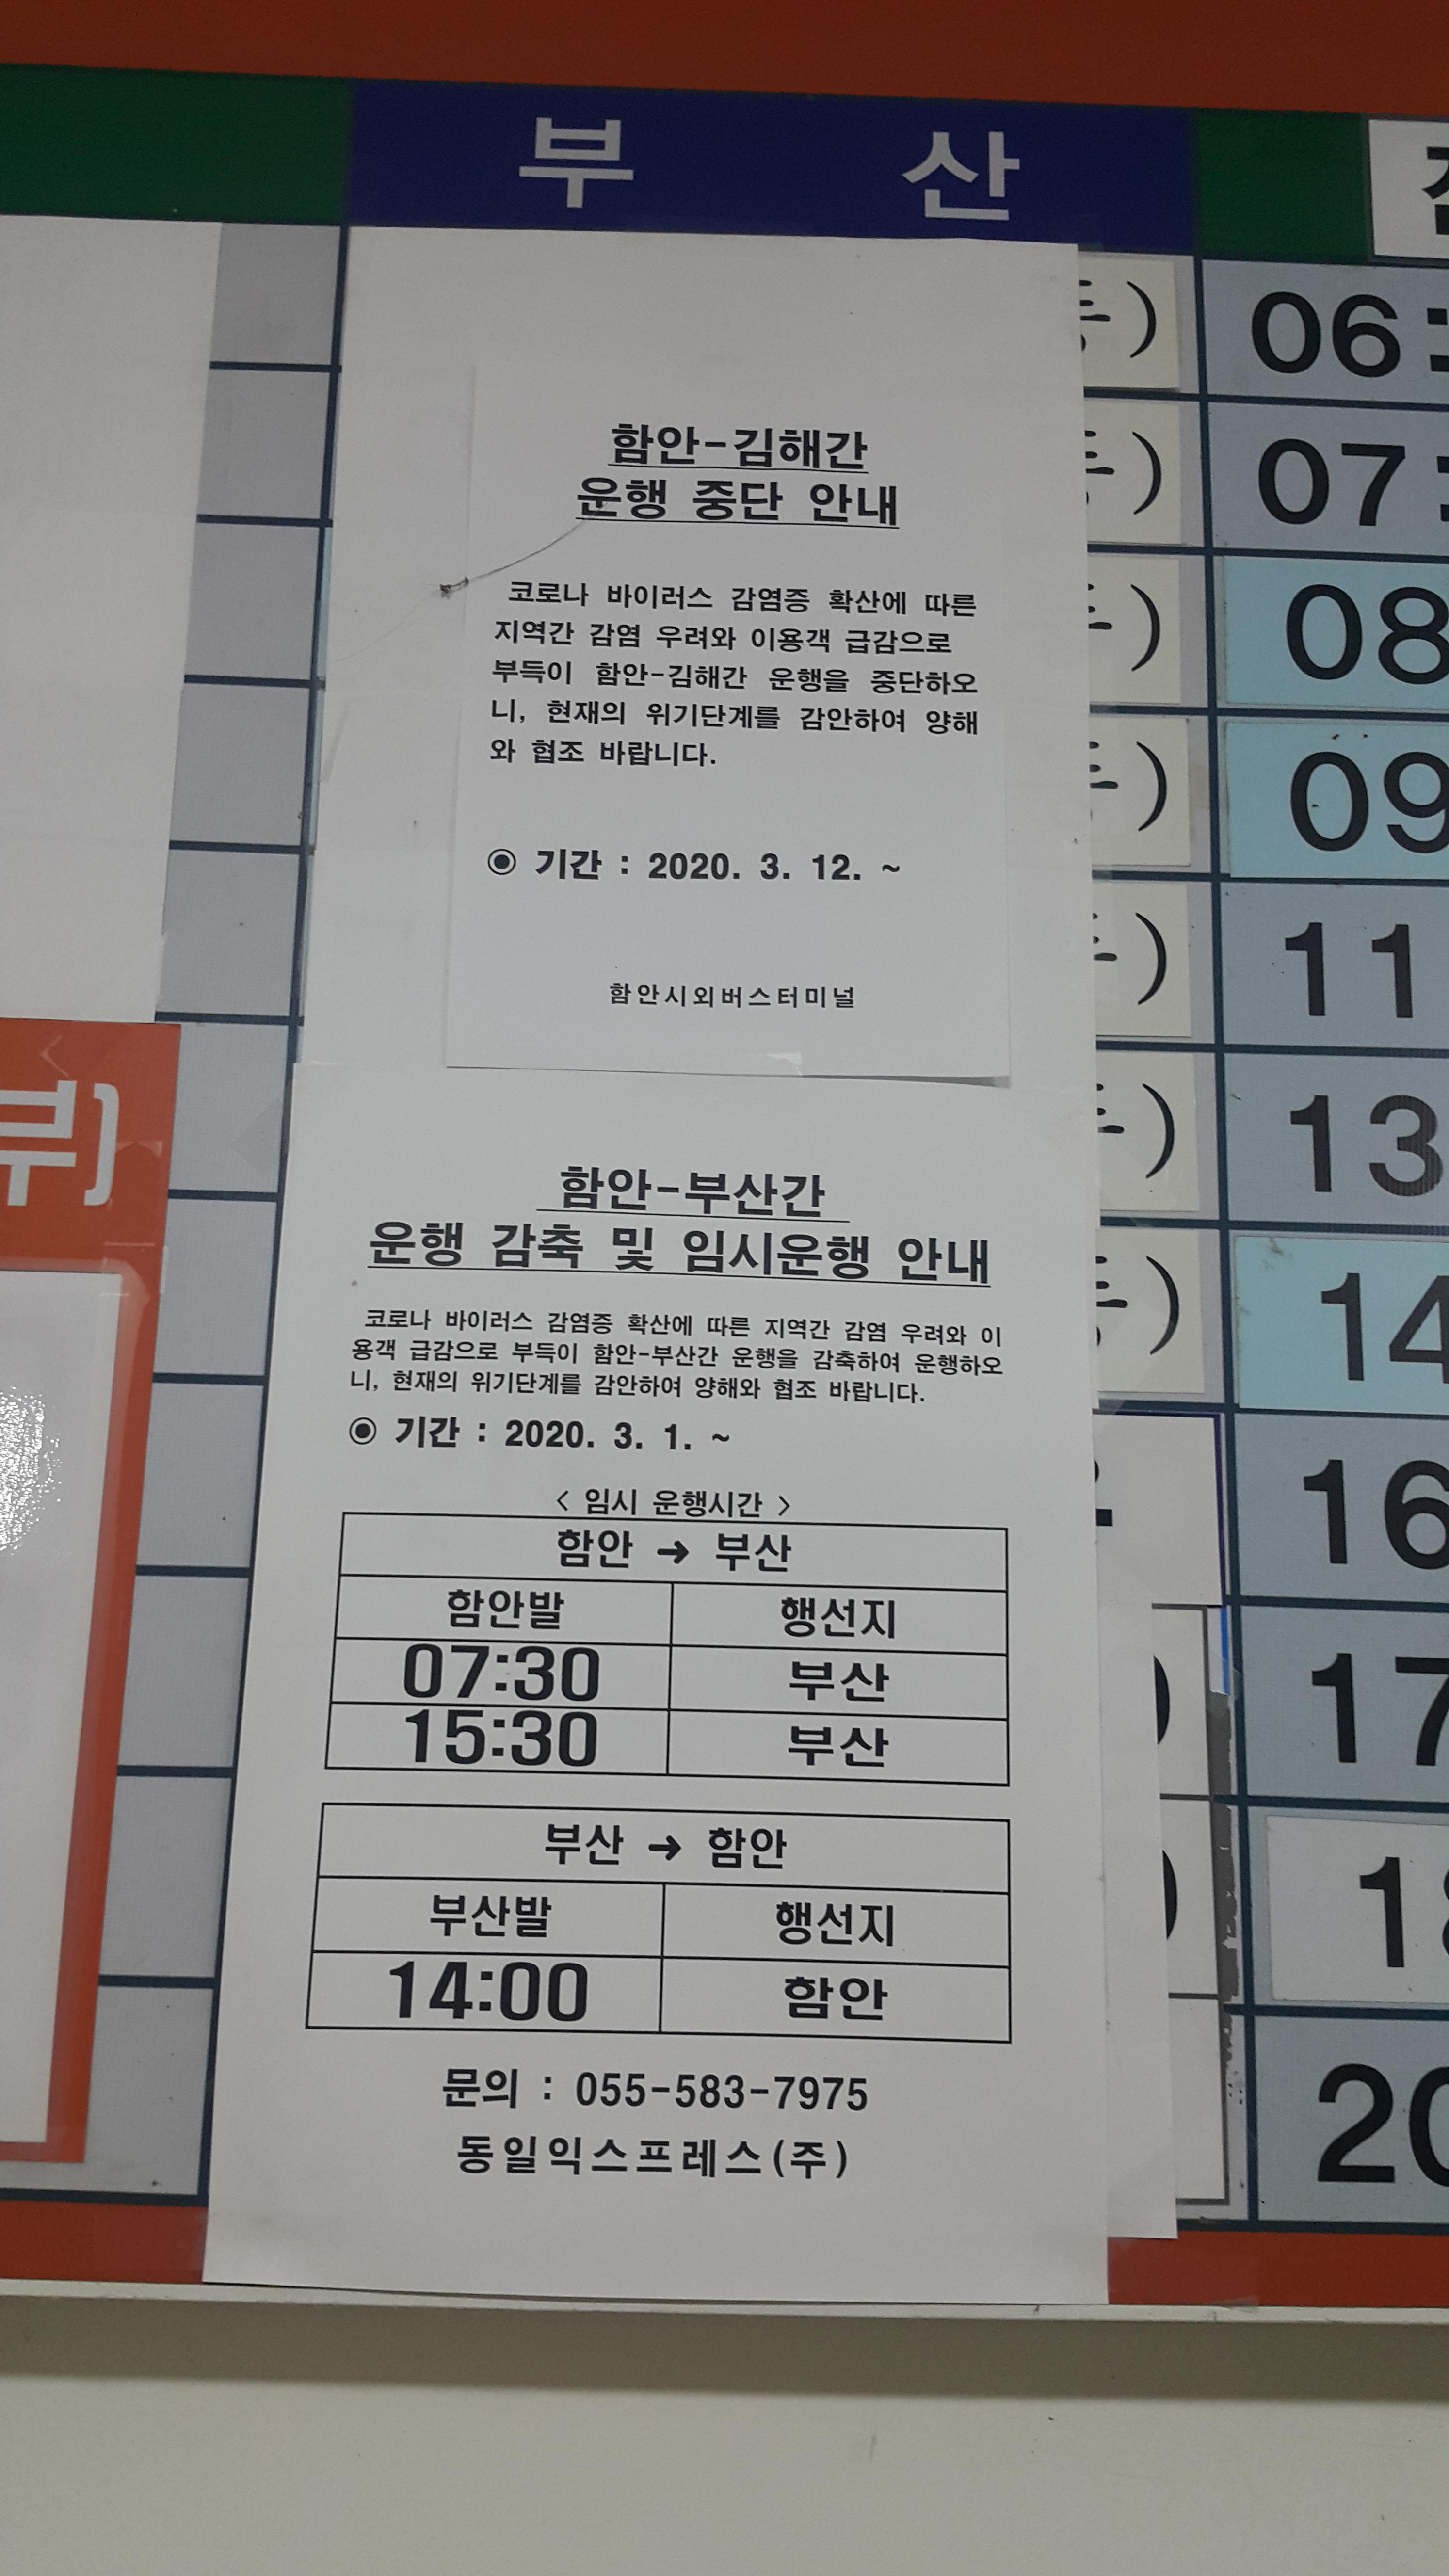 부 산
함안-김해간
운행 중단 안내
코로나 바이러스 감염증 확산에 따른
지역간 감염 우려와 이용객 급감으로
부득이 함안-김해간 운행을 중단하오
니, 현재의 위기단계를 감안하여 양해
와 협조 바랍니다.
◉ 기간 : 2020. 3. 12. ~
함안시외버스터미널
함안-부산간
운행 감축 및 임시운행 안내
코로나 바이러스 감염증 확산에 따른 지역간 감염 우려와 이
용객 급감으로 부득이 함안-부산간 운행을 감축하여 운행하오
니, 현재의 위기단계를 감안하여 양해와 협조 바랍니다.
◉ 기간 : 2020. 3. 1. ~
< 임시 운행시간 >
함안 → 부산
함안발 행선지
07:30 부산
15:30 부산
부산 → 함안
부산발 행선지
14:00 함안
문의 : 055-583-7975
동일익스프레스(주)
부)
06:
07:
08
09
11
13
14
16
17
18
20